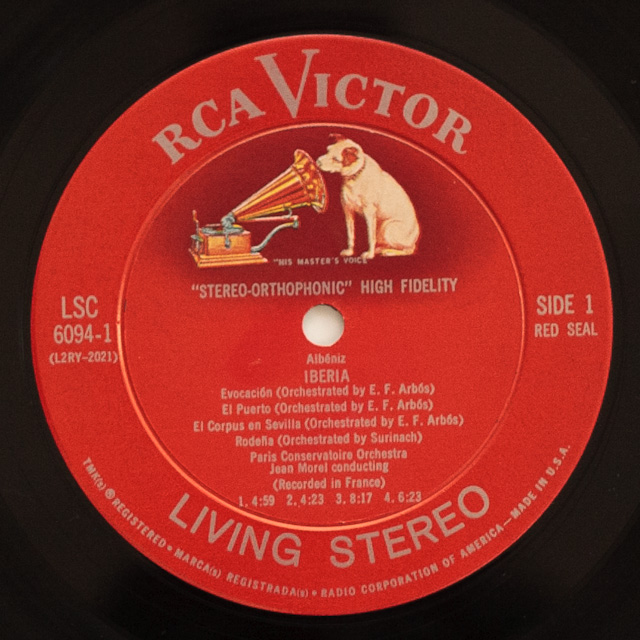 RCA VICTOR
"HIS MASTER'S VOICE"
"STEREO-ORTHOPHONIC" HIGH FIDELITY
LSC
6094-1
(L2RY-2021)
SIDE 1
RED SEAL
Albéniz
IBERIA
Evocación (Orchestrated by E. F. Arbós)
El Puerto (Orchestrated by E. F. Arbós)
El Corpus en Sevilla (Orchestrated by E. F. Arbós)
Rodeña (Orchestrated by Surinach)
Paris Conservatoire Orchestra
Jean Morel conducting
(Recorded in France)
1. 4:59 2. 4:23 3. 8:17 4. 6:23
LIVING STEREO
TMK(s) ® REGISTERED • MARCA(s) REGISTRADA(s) • RADIO CORPORATION OF AMERICA—MADE IN U.S.A.